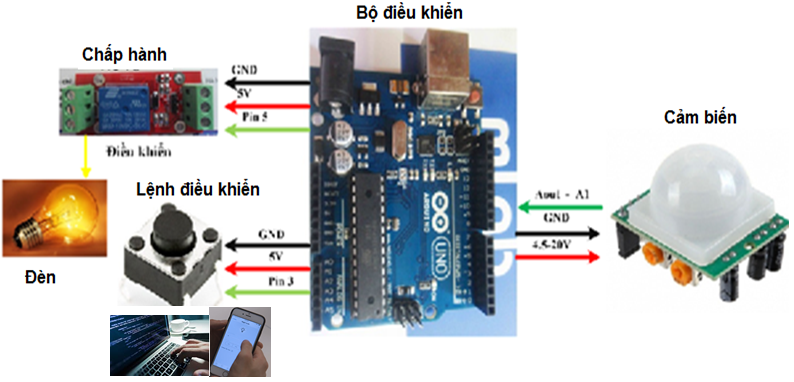 Bộ điều khiển
Chấp hành
GND
5V
Pin 5
Điều khiển
Cảm biến
Lệnh điều khiển
Aout - A1
GND
4.5-20V
GND
5V
Pin 3
Đèn
ARDUINO
UNO